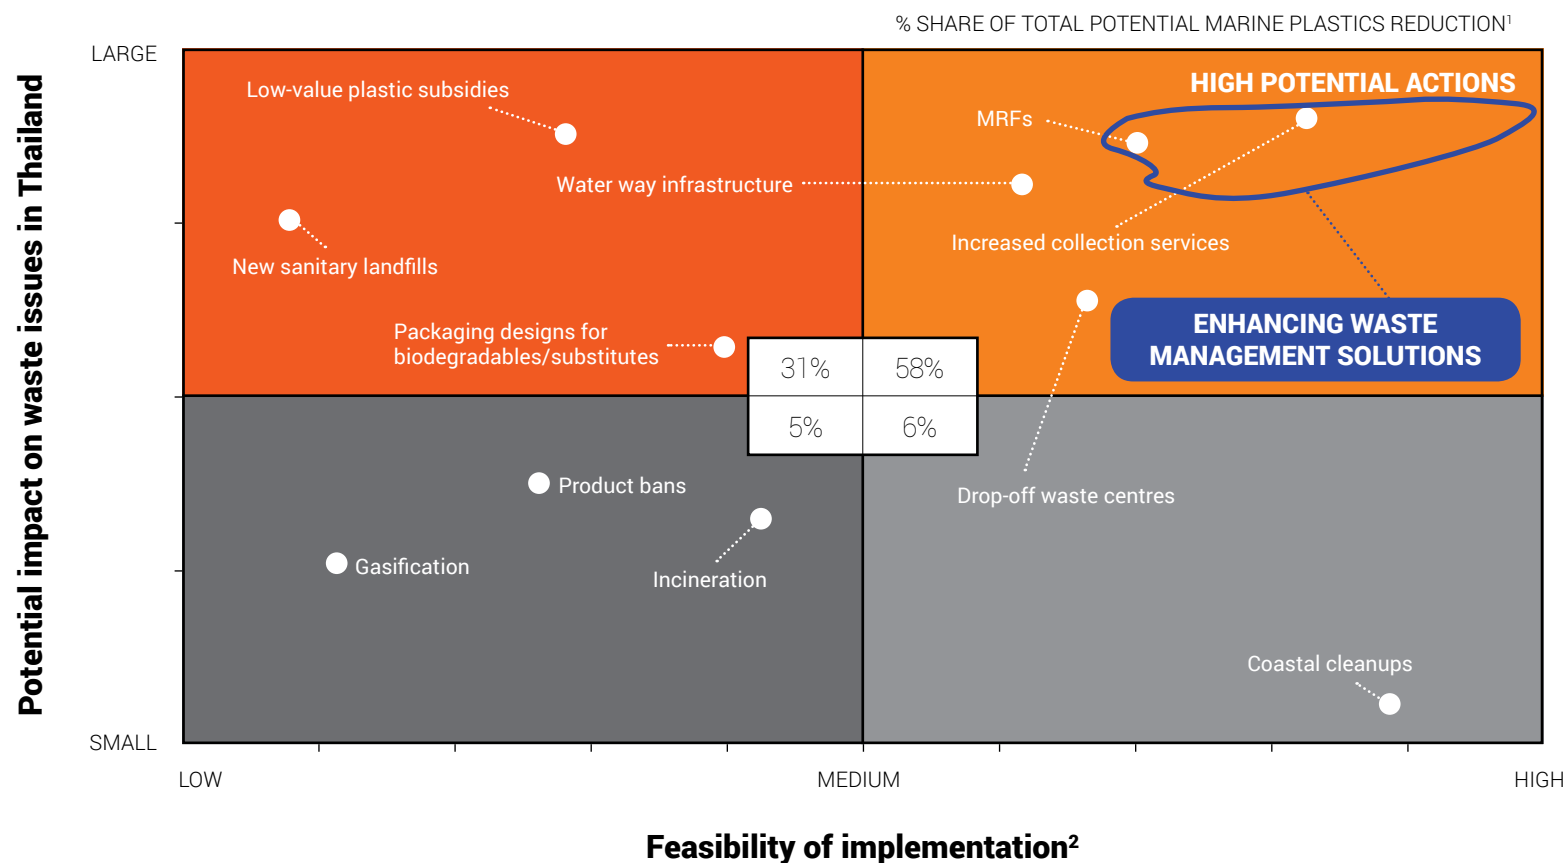 % SHARE OF TOTAL POTENTIAL MARINE PLASTICS REDUCTION¹
LARGE
HIGH POTENTIAL ACTIONS
Low-value plastic subsidies
MRFs
Water way infrastructure
Increased collection services
New sanitary landfills
ENHANCING WASTE
MANAGEMENT SOLUTIONS
Packaging designs for
biodegradables/substitutes
31%
58%
5%
6%
Product bans
Drop-off waste centres
Gasification
Incineration
Coastal cleanups
SMALL
LOW
MEDIUM
HIGH
Potential impact on waste issues in Thailand
Feasibility of implementation²